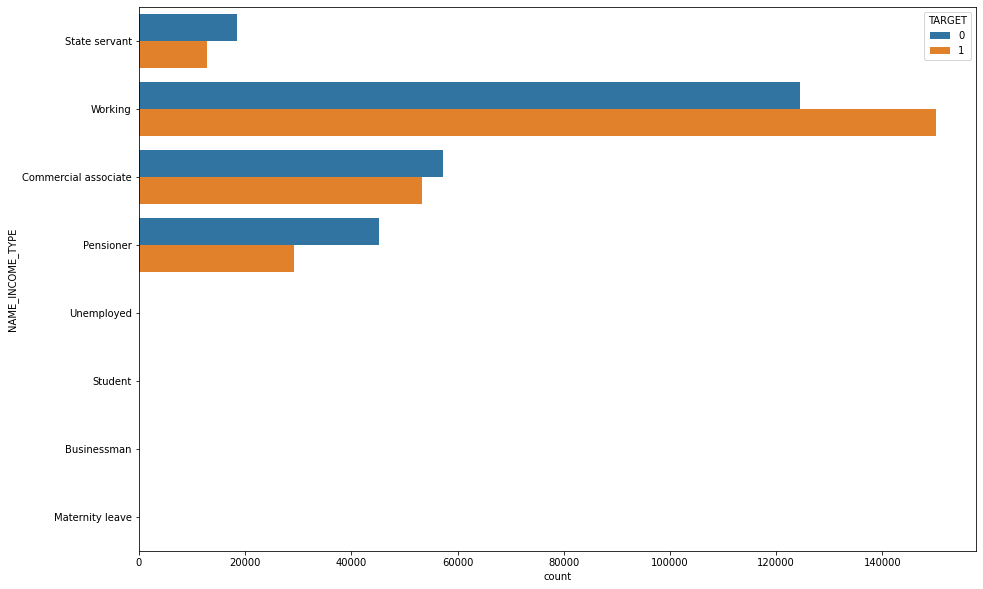 TARGET
0
1
State servant
Working
Commercial associate
Pensioner
Unemployed
Student
Businessman
Maternity leave
NAME_INCOME_TYPE
0 20000 40000 60000 80000 100000 120000 140000
count